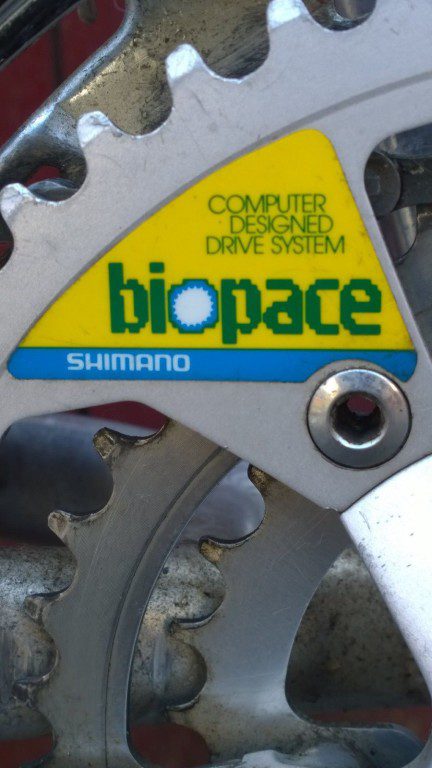 COMPUTER
DESIGNED
DRIVE SYSTEM
biopace
SHIMANO